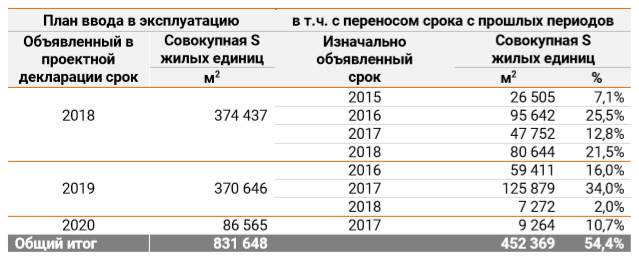 План ввода в эксплуатацию в т.ч. с переносом срока с прошлых периодов
Объявленный в проектной декларации срок Совокупная S жилых единиц Изначально объявленный срок Совокупная S жилых единиц
м² м² %
2018 374 437 2015 26 505 7,1%
2016 95 642 25,5%
2017 47 752 12,8%
2018 80 644 21,5%
2019 370 646 2016 59 411 16,0%
2017 125 879 34,0%
2018 7 272 2,0%
2020 86 565 2017 9 264 10,7%
Общий итог 831 648 452 369 54,4%